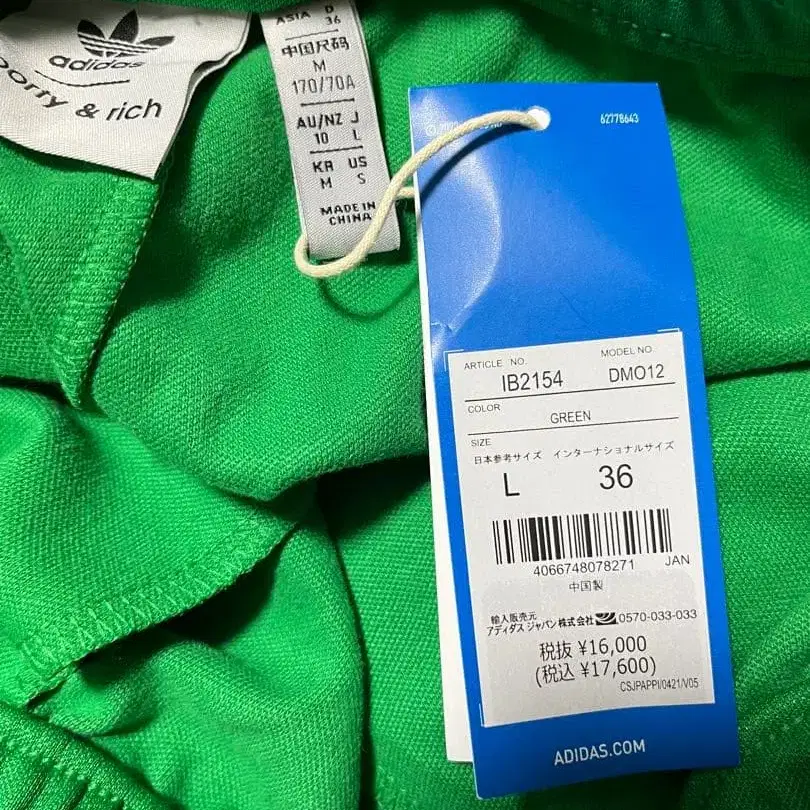 adidas
porty & rich
ASIA D
36
中国尺码
M
170/70A
AU/NZ J
10 L
KR US
M S
MADE IN
CHINA
62778643
ARTICLE NO.
MODEL NO.
IB2154
DMO12
COLOR
GREEN
SIZE
日本参考サイズ インターナショナルサイズ
L 36
4066748078271 JAN
中国製
輸入販売元
アディダス ジャパン株式会社 0570-033-033
税抜 ¥16,000
(税込 ¥17,600)
CSJPAPPI/0421/V05
ADIDAS.COM